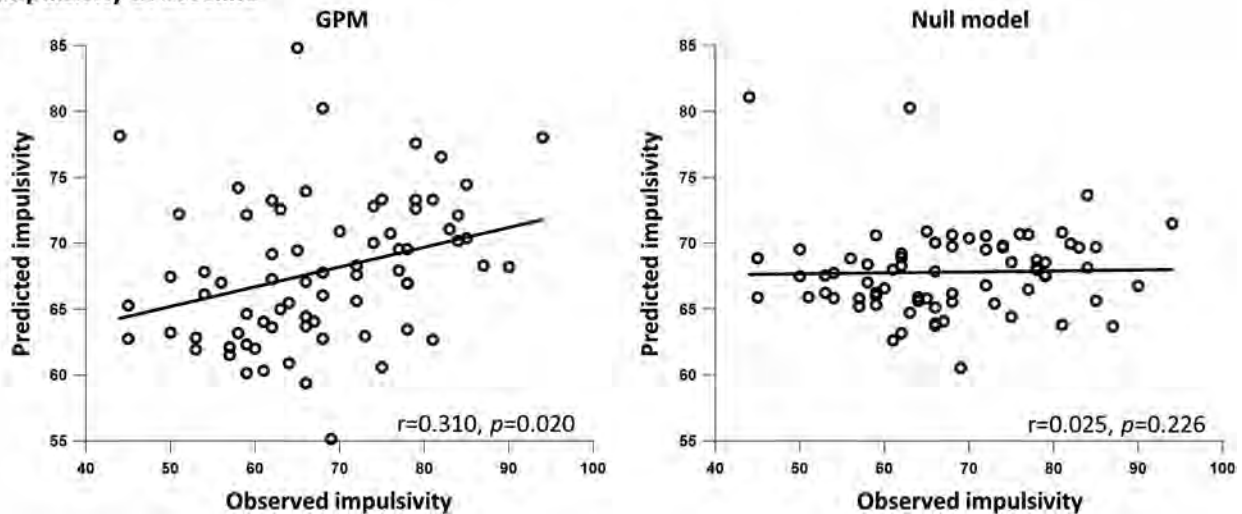 GPM
85
80
75
70
65
60
55
Predicted impulsivity
r=0.310, p=0.020
40 50 60 70 80 90 100
Observed impulsivity
Null model
85
80
75
70
65
60
55
Predicted impulsivity
r=0.025, p=0.226
40 50 60 70 80 90 100
Observed impulsivity